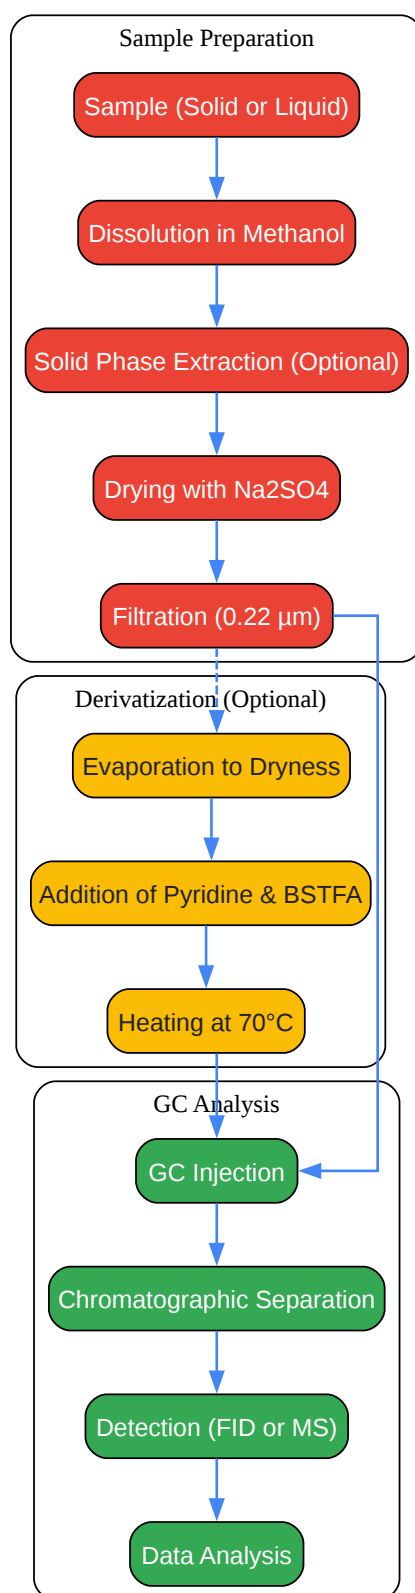 Sample Preparation
Sample (Solid or Liquid)
Dissolution in Methanol
Solid Phase Extraction (Optional)
Drying with Na2SO4
Filtration (0.22 µm)
Derivatization (Optional)
Evaporation to Dryness
Addition of Pyridine & BSTFA
Heating at 70°C
GC Analysis
GC Injection
Chromatographic Separation
Detection (FID or MS)
Data Analysis